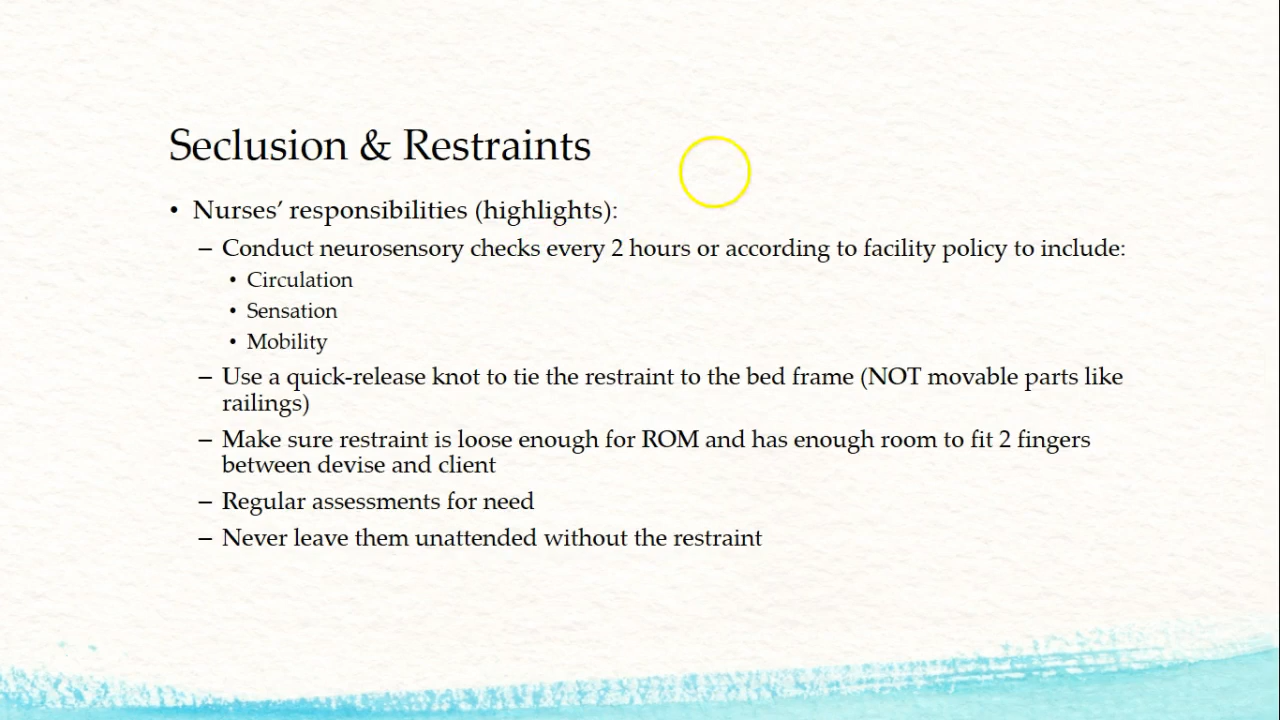 Seclusion & Restraints
• Nurses’ responsibilities (highlights):
– Conduct neurosensory checks every 2 hours or according to facility policy to include:
• Circulation
• Sensation
• Mobility
– Use a quick-release knot to tie the restraint to the bed frame (NOT movable parts like
railings)
– Make sure restraint is loose enough for ROM and has enough room to fit 2 fingers
between devise and client
– Regular assessments for need
– Never leave them unattended without the restraint